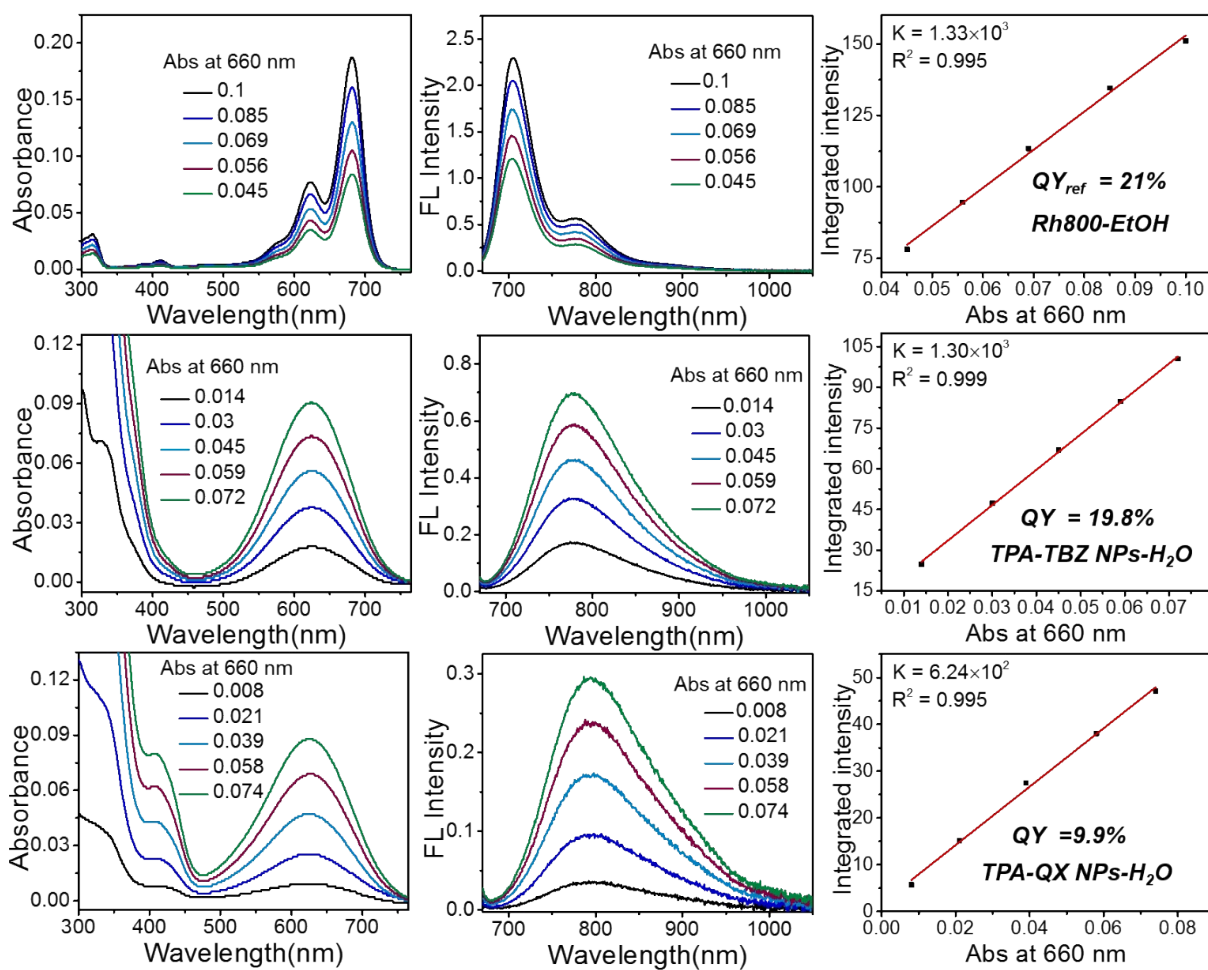 0.20
0.15
0.10
0.05
0.00
Absorbance
Abs at 660 nm
0.1
0.085
0.069
0.056
0.045
300 400 500 600 700
Wavelength(nm)
2.5
2.0
1.5
1.0
0.5
0.0
FL Intensity
Abs at 660 nm
0.1
0.085
0.069
0.056
0.045
700 800 900 1000
Wavelength(nm)
150
125
100
75
Integrated intensity
K = 1.33×10³
R² = 0.995
QY_ref = 21%
Rh800-EtOH
0.04 0.05 0.06 0.07 0.08 0.09 0.10
Abs at 660 nm
0.12
0.09
0.06
0.03
0.00
Absorbance
Abs at 660 nm
0.014
0.03
0.045
0.059
0.072
300 400 500 600 700
Wavelength(nm)
0.8
0.6
0.4
0.2
0.0
FL Intensity
Abs at 660 nm
0.014
0.03
0.045
0.059
0.072
700 800 900 1000
Wavelength(nm)
105
90
75
60
45
30
15
Integrated intensity
K = 1.30×10³
R² = 0.999
QY = 19.8%
TPA-TBZ NPs-H₂O
0.01 0.02 0.03 0.04 0.05 0.06 0.07
Abs at 660 nm
0.12
0.09
0.06
0.03
0.00
Absorbance
Abs at 660 nm
0.008
0.021
0.039
0.058
0.074
300 400 500 600 700
Wavelength(nm)
0.3
0.2
0.1
0.0
FL Intensity
Abs at 660 nm
0.008
0.021
0.039
0.058
0.074
700 800 900 1000
Wavelength(nm)
50
40
30
20
10
0
Integrated intensity
K = 6.24×10²
R² = 0.995
QY =9.9%
TPA-QX NPs-H₂O
0.00 0.02 0.04 0.06 0.08
Abs at 660 nm